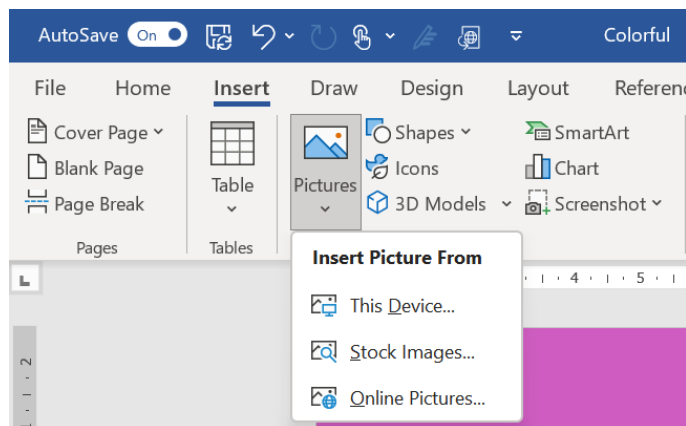 AutoSave On Colorful
File Home Insert Draw Design Layout Referen
Cover Page
Blank Page
Page Break
Pages
Table
Tables
Pictures
Shapes
Icons
3D Models
SmartArt
Chart
Screenshot
Insert Picture From
This Device...
Stock Images...
Online Pictures...
4 5
2
1